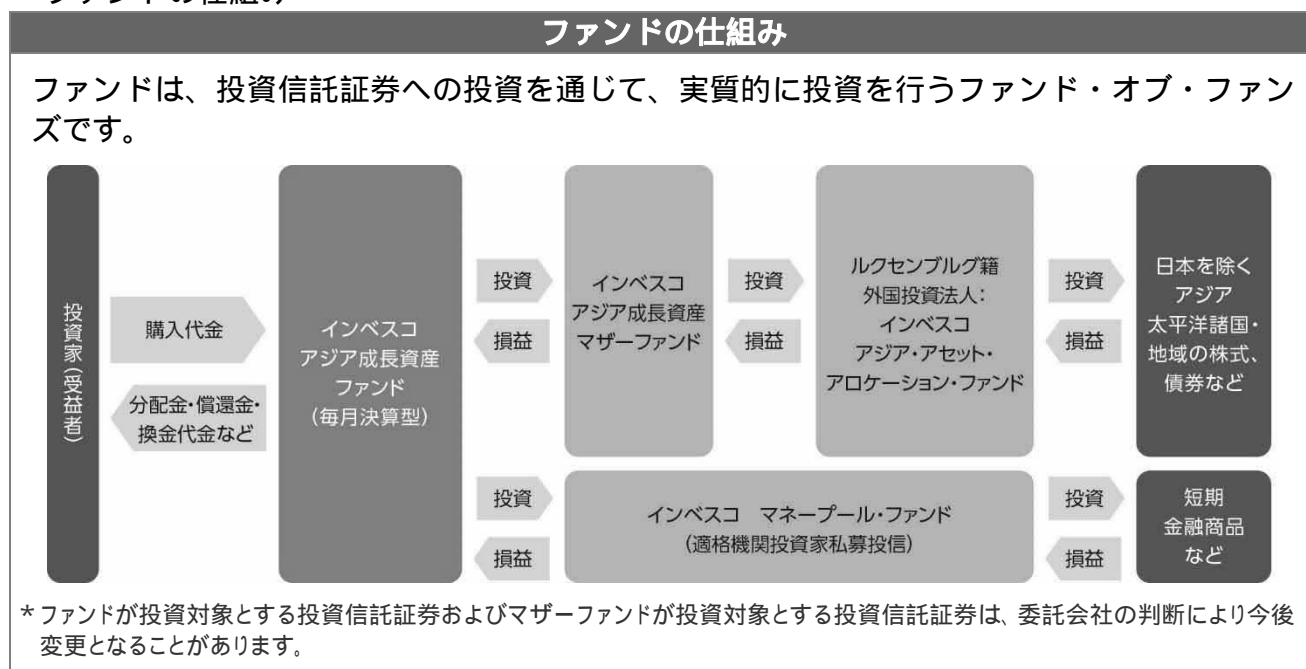 ファンドの仕組み
ファンドの仕組み
ファンドは、投資信託証券への投資を通じて、実質的に投資を行うファンド・オブ・ファン
ズです。
投資家(受益者)
購入代金
分配金・償還金・
換金代金など
インベスコ
アジア成長資産
ファンド
(毎月決算型)
投資
損益
インベスコ
アジア成長資産
マザーファンド
投資
損益
ルクセンブルグ籍
外国投資法人:
インベスコ
アジア・アセット・
アロケーション・ファンド
投資
損益
日本を除く
アジア
太平洋諸国・
地域の株式、
債券など
投資
損益
インベスコ マネープール・ファンド
(適格機関投資家私募投信)
投資
損益
短期
金融商品
など
*ファンドが投資対象とする投資信託証券およびマザーファンドが投資対象とする投資信託証券は、委託会社の判断により今後
変更となることがあります。